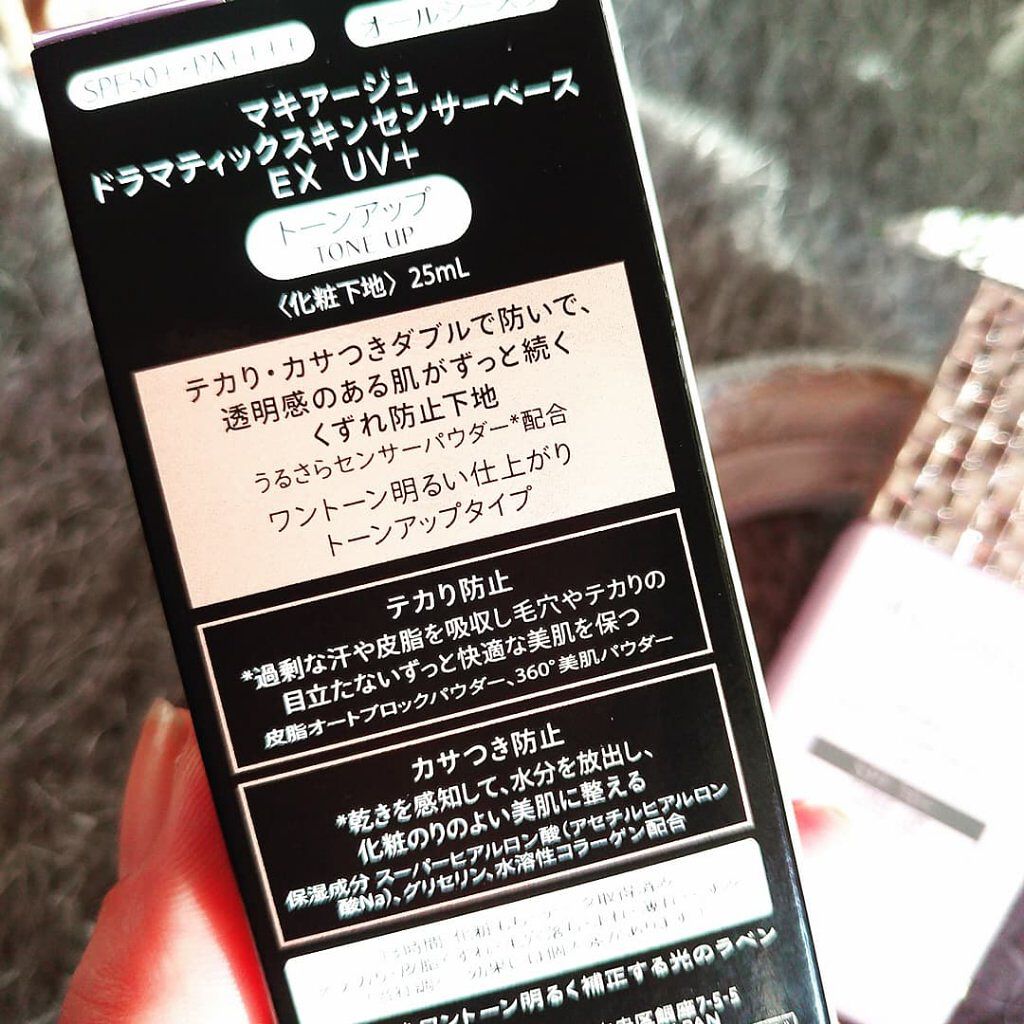 SPF50+・PA++++
オールシーズン
マキアージュ
ドラマティックスキンセンサーベース
EX UV+
トーンアップ
TONE UP
〈化粧下地〉 25mL
テカり・カサつきダブルで防いで、
透明感のある肌がずっと続く
くずれ防止下地
うるさらセンサーパウダー*配合
ワントーン明るい仕上がり
トーンアップタイプ
テカり防止
*過剰な汗や皮脂を吸収し毛穴やテカりの
目立たないずっと快適な美肌を保つ
皮脂オートブロックパウダー、360°美肌パウダー
カサつき防止
*乾きを感知して、水分を放出し、
化粧のりのよい美肌に整える
保湿成分 スーパーヒアルロン酸(アセチルヒアルロン
酸Na)、グリセリン、水溶性コラーゲン配合
ワントーン明るく補正する光のラベン
7-5-5
PAN